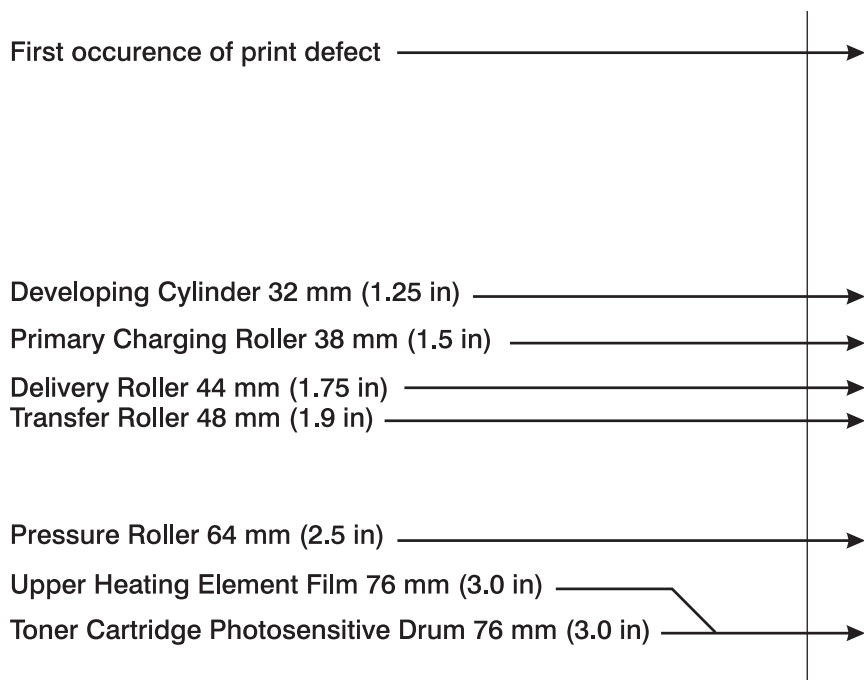 First occurence of print defect
Developing Cylinder 32 mm (1.25 in)
Primary Charging Roller 38 mm (1.5 in)
Delivery Roller 44 mm (1.75 in)
Transfer Roller 48 mm (1.9 in)
Pressure Roller 64 mm (2.5 in)
Upper Heating Element Film 76 mm (3.0 in)
Toner Cartridge Photosensitive Drum 76 mm (3.0 in)